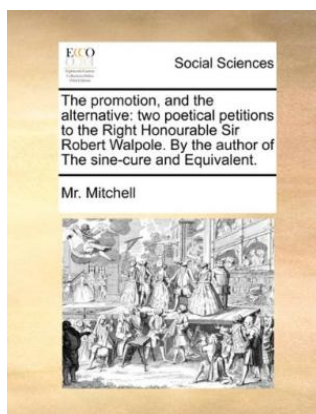 ECCO
Social Sciences
The promotion, and the
alternative: two poetical petitions
to the Right Honourable Sir
Robert Walpole. By the author of
The sine-cure and Equivalent.
Mr. Mitchell